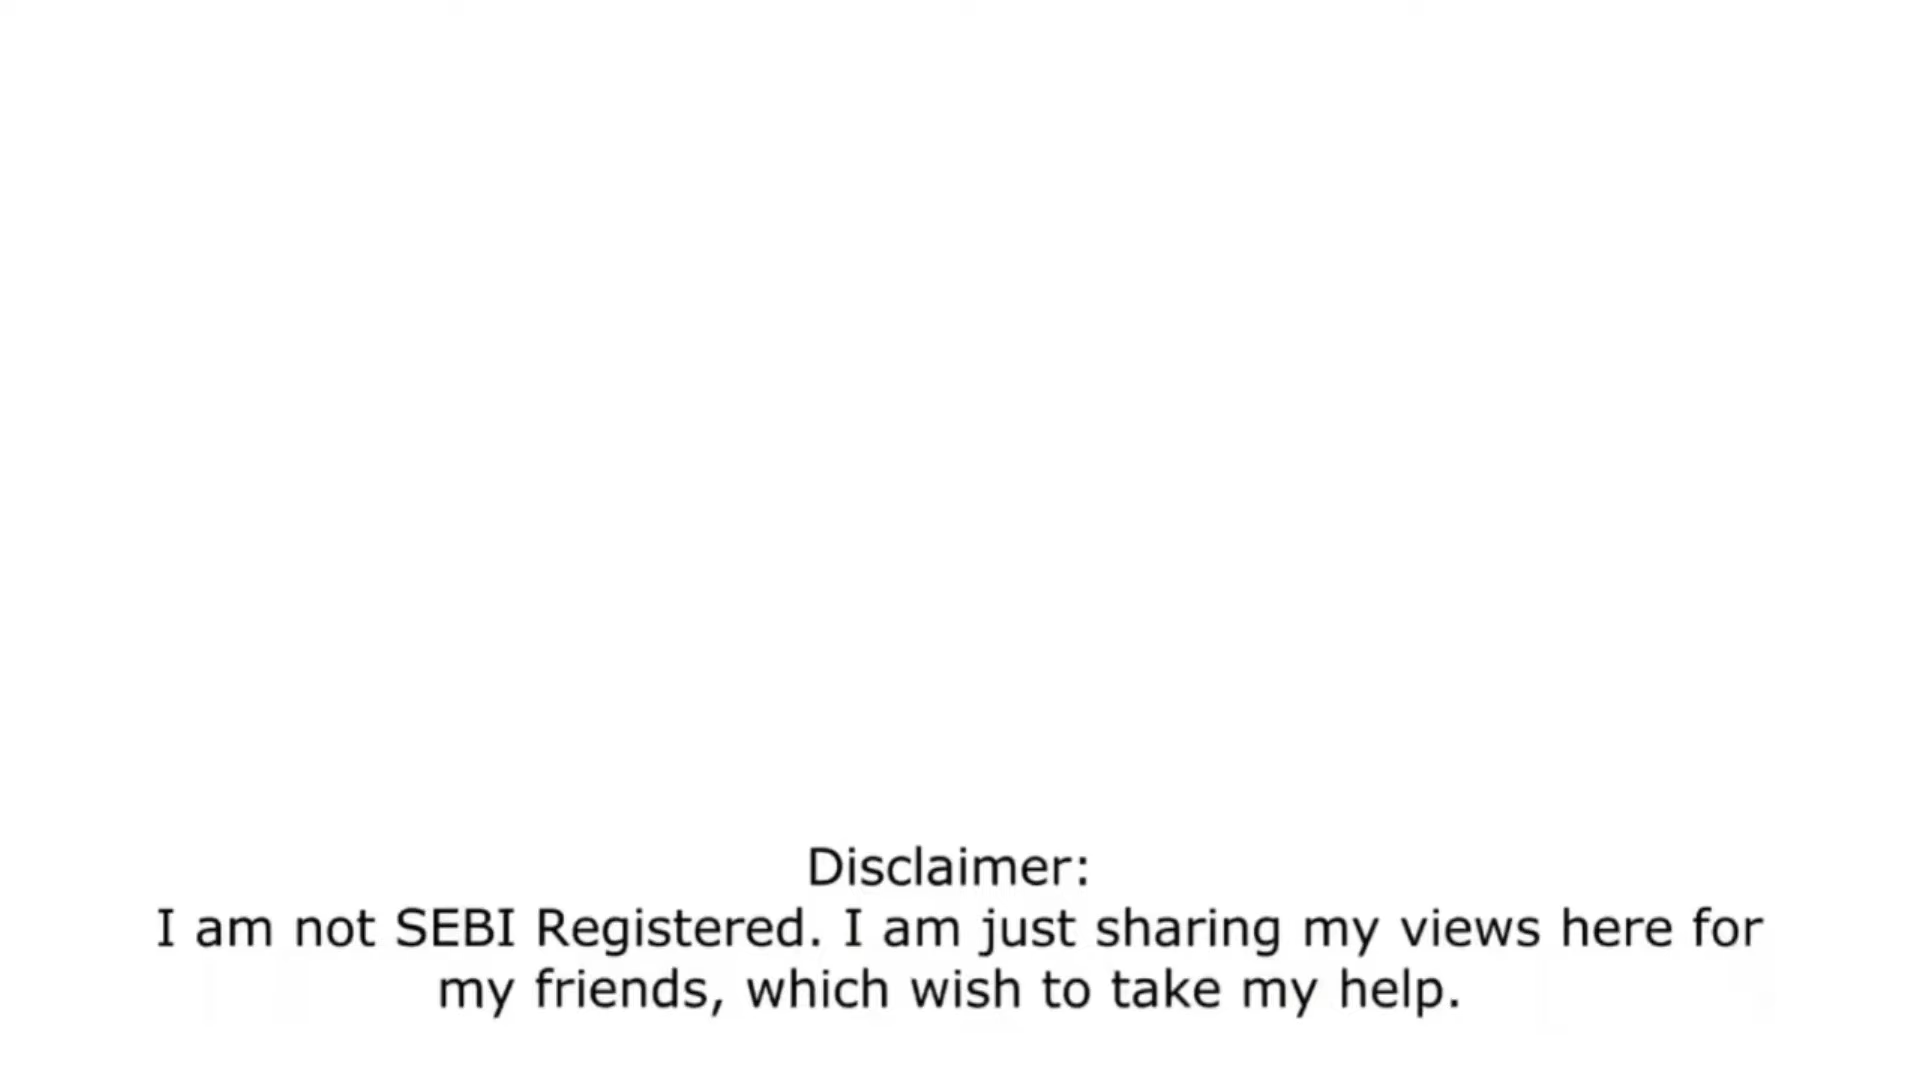 Disclaimer:
I am not SEBI Registered. I am just sharing my views here for
my friends, which wish to take my help.